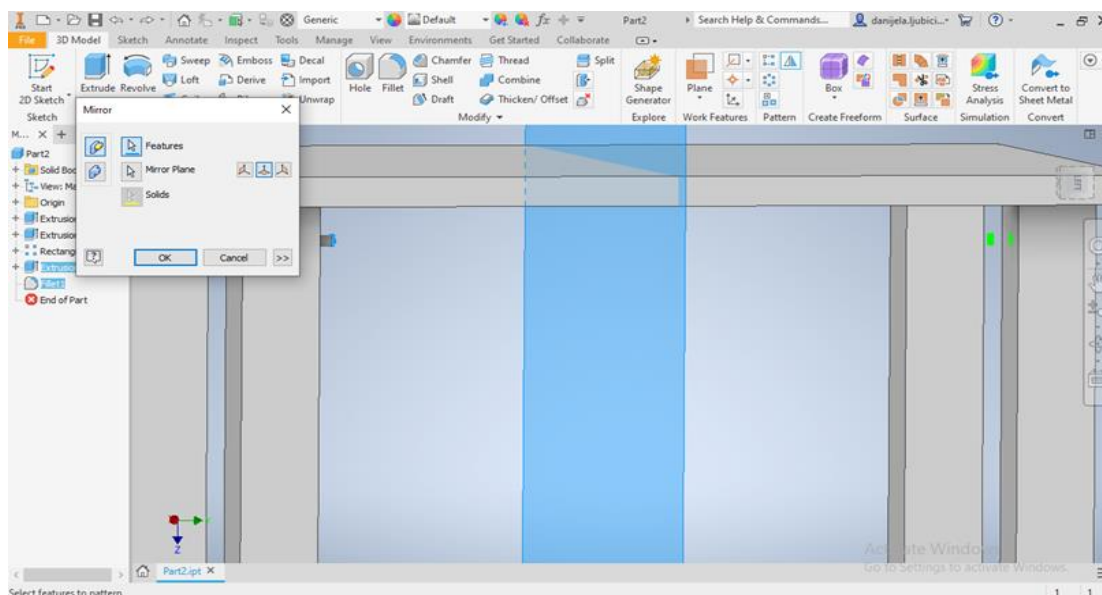 Generic Default Part2 Search Help & Commands... danijela.ljubici...
File 3D Model Sketch Annotate Inspect Tools Manage View Environments Get Started Collaborate
Sweep Emboss Decal Chamfer Thread Split
Loft Derive Import Shell Combine
Start Extrude Revolve Unwrap Hole Fillet Draft Thicken/ Offset Shape Plane Box Stress Convert to
2D Sketch Generator Analysis Sheet Metal
Sketch Modify Explore Work Features Pattern Create Freeform Surface Simulation Convert
Mirror
M... X +
Part2
Solid Bod
View: Ma
Origin
Extrusio
Extrusio
Rectang
Extrusio
Fillet1
End of Part
Features
Mirror Plane
Solids
OK Cancel >>
LEFT
Z
Activate Windows
Go to Settings to activate Windows.
Part2.ipt X
Select features to pattern
1 1